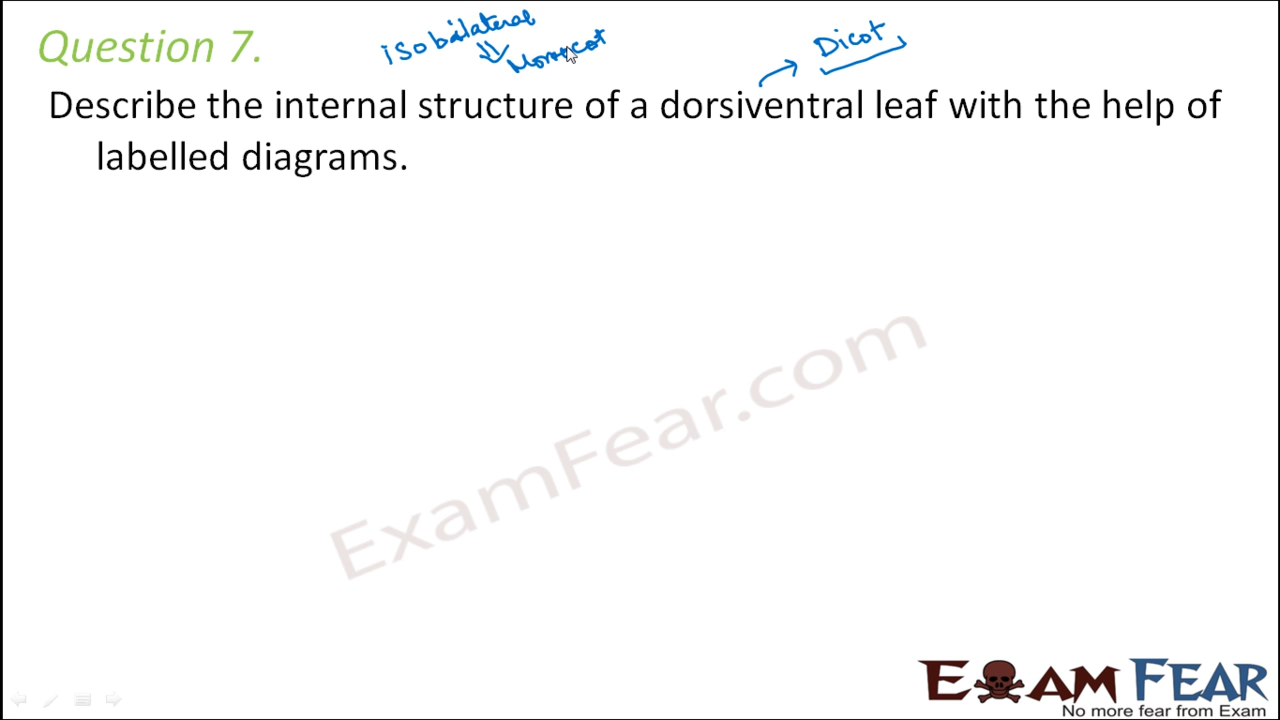 Question 7.
isobilateral
Monocot
Dicot
Describe the internal structure of a dorsiventral leaf with the help of
labelled diagrams.
ExamFear.com
EXAM FEAR
No more fear from Exam